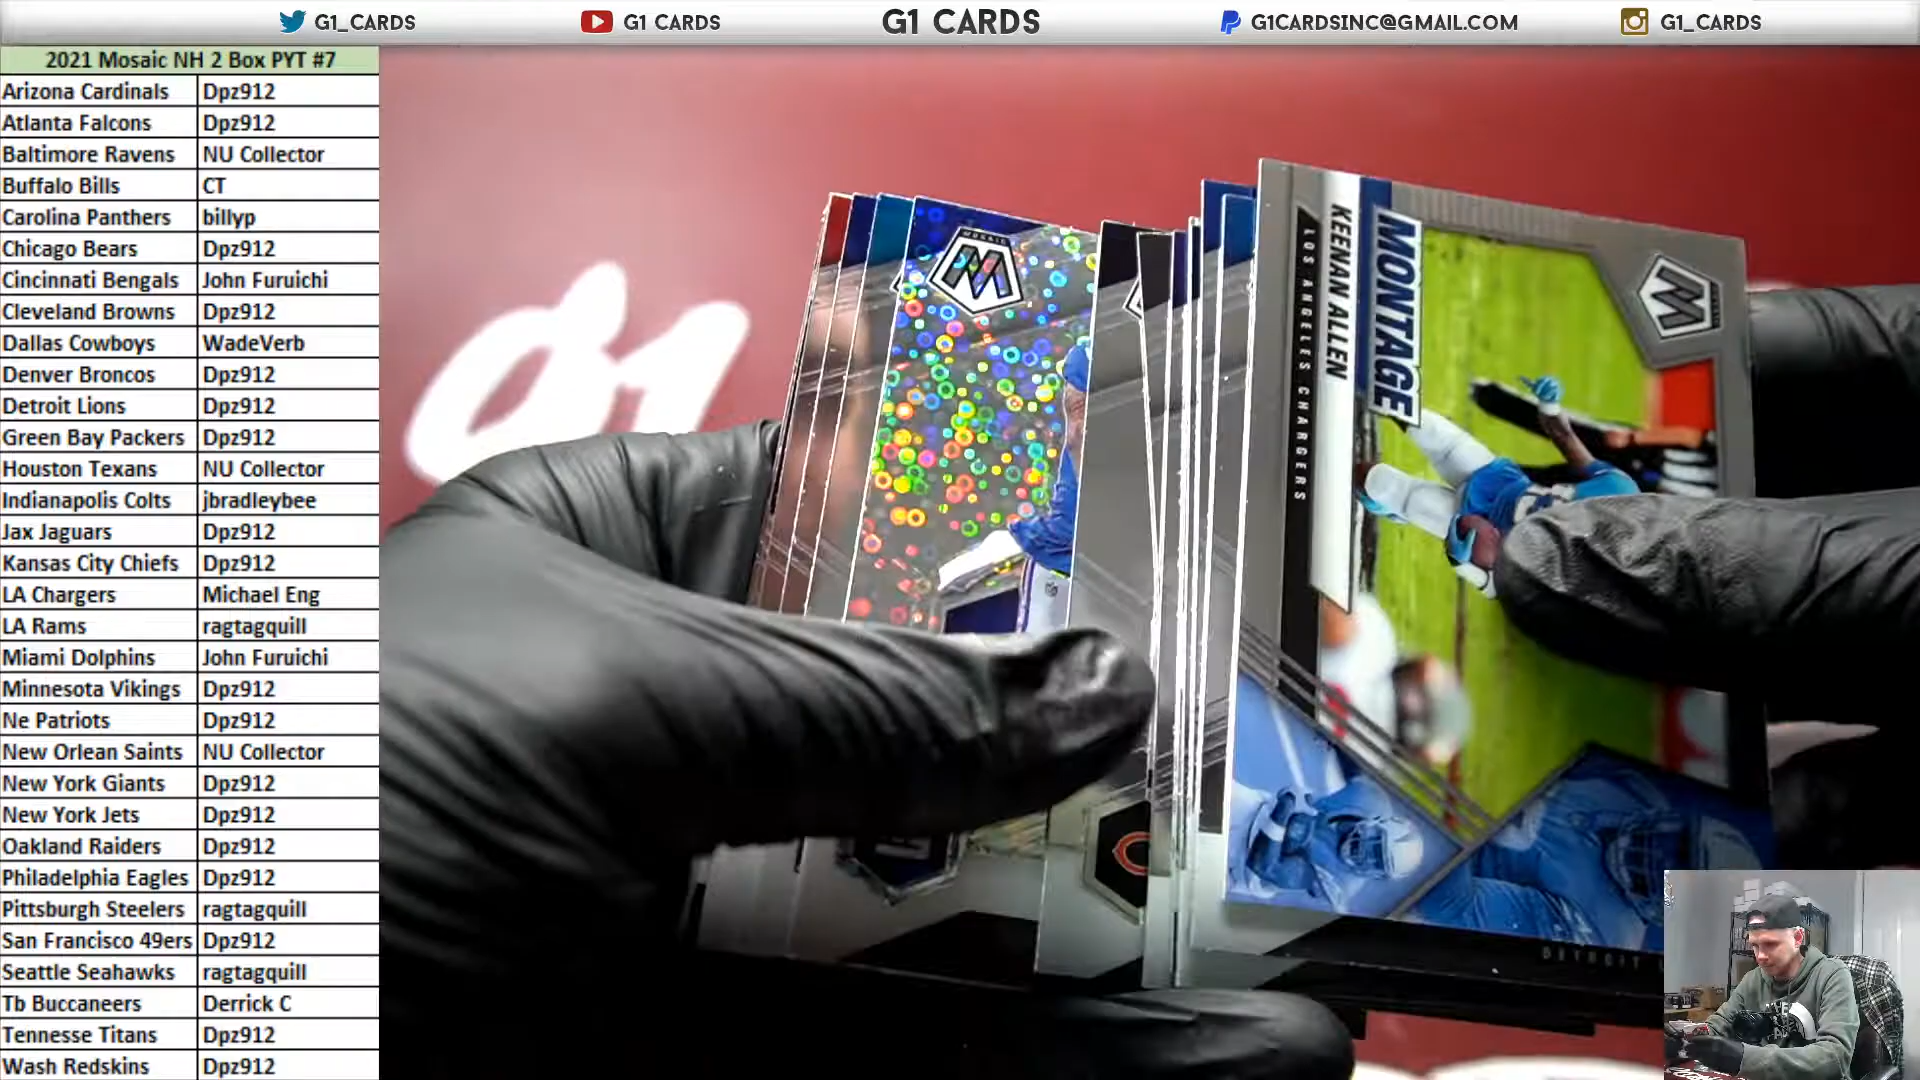 G1_CARDS
G1 CARDS
G1 CARDS
G1CARDSINC@GMAIL.COM
G1_CARDS
2021 Mosaic NH 2 Box PYT #7
Arizona Cardinals Dpz912
Atlanta Falcons Dpz912
Baltimore Ravens NU Collector
Buffalo Bills CT
Carolina Panthers billyp
Chicago Bears Dpz912
Cincinnati Bengals John Furuichi
Cleveland Browns Dpz912
Dallas Cowboys WadeVerb
Denver Broncos Dpz912
Detroit Lions Dpz912
Green Bay Packers Dpz912
Houston Texans NU Collector
Indianapolis Colts jbradleybee
Jax Jaguars Dpz912
Kansas City Chiefs Dpz912
LA Chargers Michael Eng
LA Rams ragtagquill
Miami Dolphins John Furuichi
Minnesota Vikings Dpz912
Ne Patriots Dpz912
New Orlean Saints NU Collector
New York Giants Dpz912
New York Jets Dpz912
Oakland Raiders Dpz912
Philadelphia Eagles Dpz912
Pittsburgh Steelers ragtagquill
San Francisco 49ers Dpz912
Seattle Seahawks ragtagquill
Tb Buccaneers Derrick C
Tennesse Titans Dpz912
Wash Redskins Dpz912
G1
MOSAIC
M
MONTAGE
KEENAN ALLEN
LOS ANGELES CHARGERS
M
MOSAIC
DETROIT